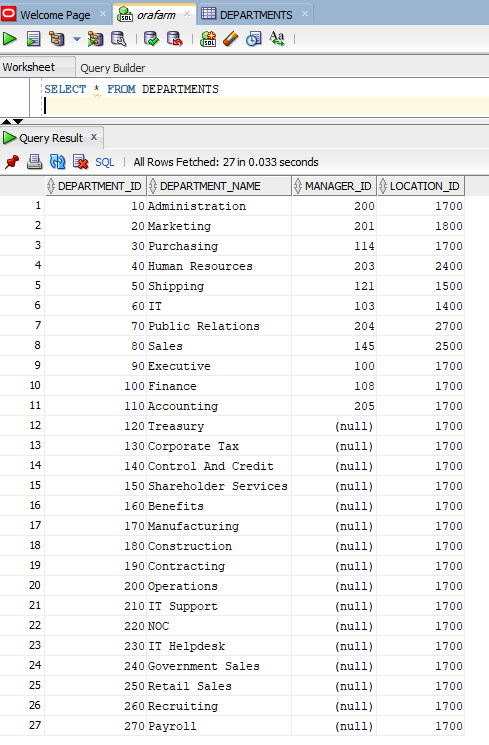 Welcome Page orafarm DEPARTMENTS
Worksheet Query Builder
SELECT * FROM DEPARTMENTS
Query Result
SQL All Rows Fetched: 27 in 0.033 seconds
DEPARTMENT_ID DEPARTMENT_NAME MANAGER_ID LOCATION_ID
1 10 Administration 200 1700
2 20 Marketing 201 1800
3 30 Purchasing 114 1700
4 40 Human Resources 203 2400
5 50 Shipping 121 1500
6 60 IT 103 1400
7 70 Public Relations 204 2700
8 80 Sales 145 2500
9 90 Executive 100 1700
10 100 Finance 108 1700
11 110 Accounting 205 1700
12 120 Treasury (null) 1700
13 130 Corporate Tax (null) 1700
14 140 Control And Credit (null) 1700
15 150 Shareholder Services (null) 1700
16 160 Benefits (null) 1700
17 170 Manufacturing (null) 1700
18 180 Construction (null) 1700
19 190 Contracting (null) 1700
20 200 Operations (null) 1700
21 210 IT Support (null) 1700
22 220 NOC (null) 1700
23 230 IT Helpdesk (null) 1700
24 240 Government Sales (null) 1700
25 250 Retail Sales (null) 1700
26 260 Recruiting (null) 1700
27 270 Payroll (null) 1700